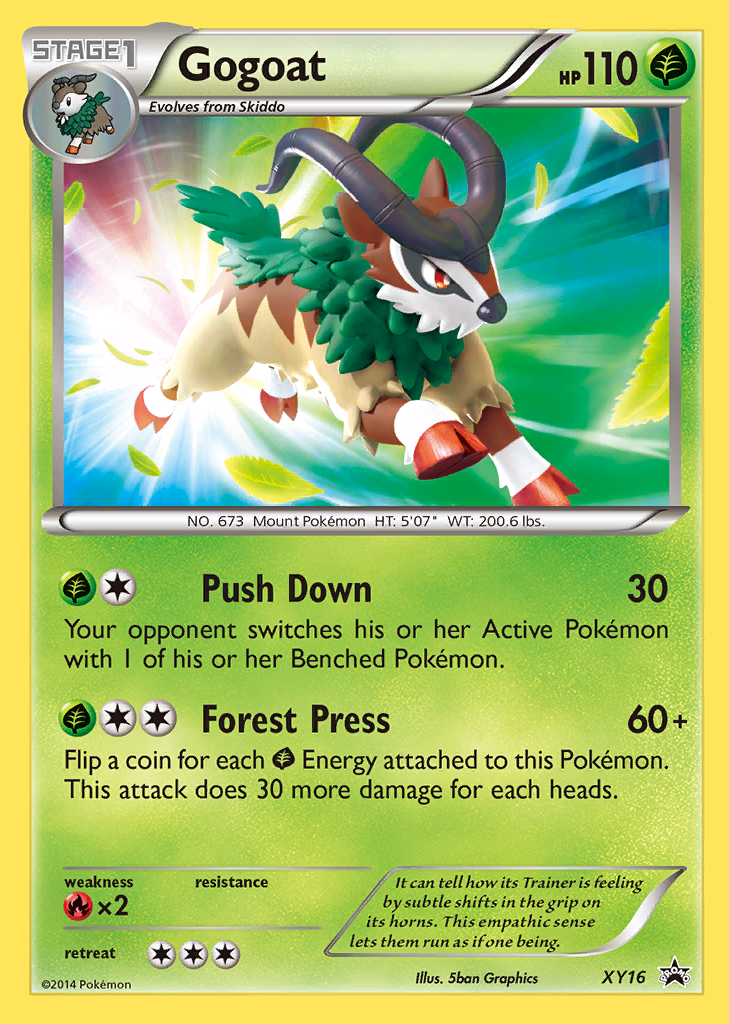 STAGE1
Gogoat
HP110
Evolves from Skiddo
NO. 673 Mount Pokémon HT: 5'07" WT: 200.6 lbs.
Push Down 30
Your opponent switches his or her Active Pokémon
with 1 of his or her Benched Pokémon.
Forest Press 60+
Flip a coin for each Energy attached to this Pokémon.
This attack does 30 more damage for each heads.
weakness resistance
×2
retreat
It can tell how its Trainer is feeling
by subtle shifts in the grip on
its horns. This empathic sense
lets them run as if one being.
©2014 Pokémon
Illus. 5ban Graphics
XY16
PROMO